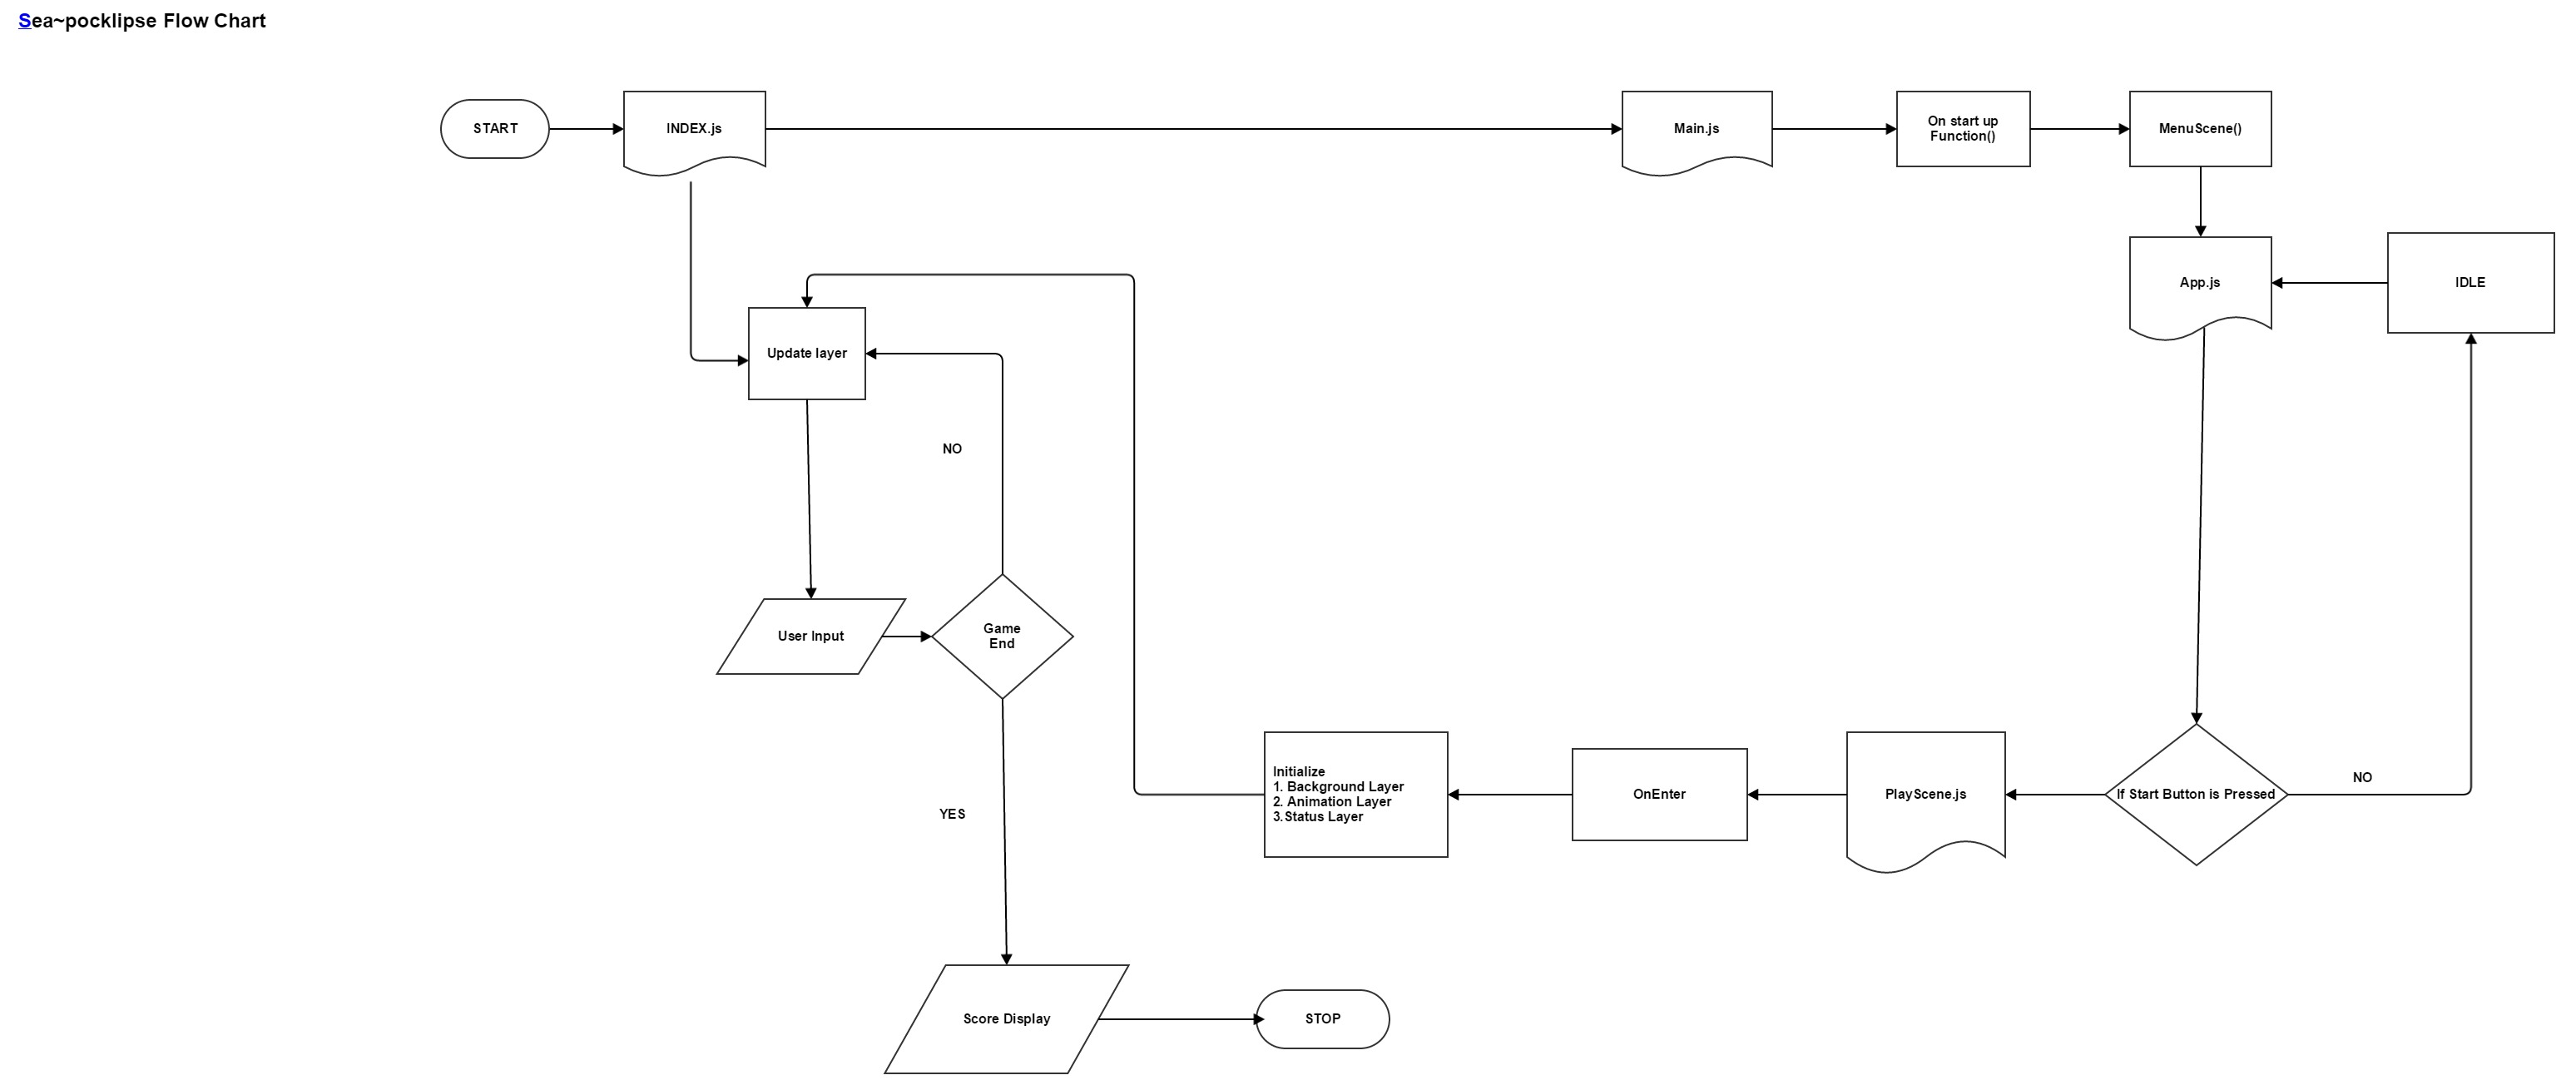 Sea~pocklipse Flow Chart
START
INDEX.js
Main.js
On start up
Function()
MenuScene()
App.js
IDLE
Update layer
NO
User Input
Game
End
YES
Initialize
1. Background Layer
2. Animation Layer
3.Status Layer
OnEnter
PlayScene.js
If Start Button is Pressed
NO
Score Display
STOP